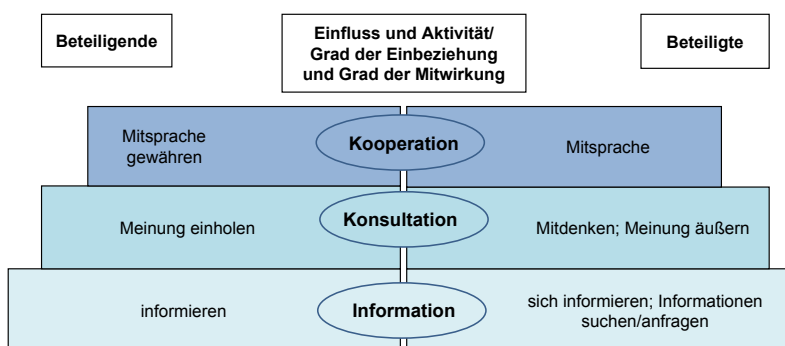 Beteiligende
Einfluss und Aktivität/
Grad der Einbeziehung
und Grad der Mitwirkung
Beteiligte
Mitsprache
gewähren
Kooperation
Mitsprache
Meinung einholen
Konsultation
Mitdenken; Meinung äußern
informieren
Information
sich informieren; Informationen
suchen/anfragen